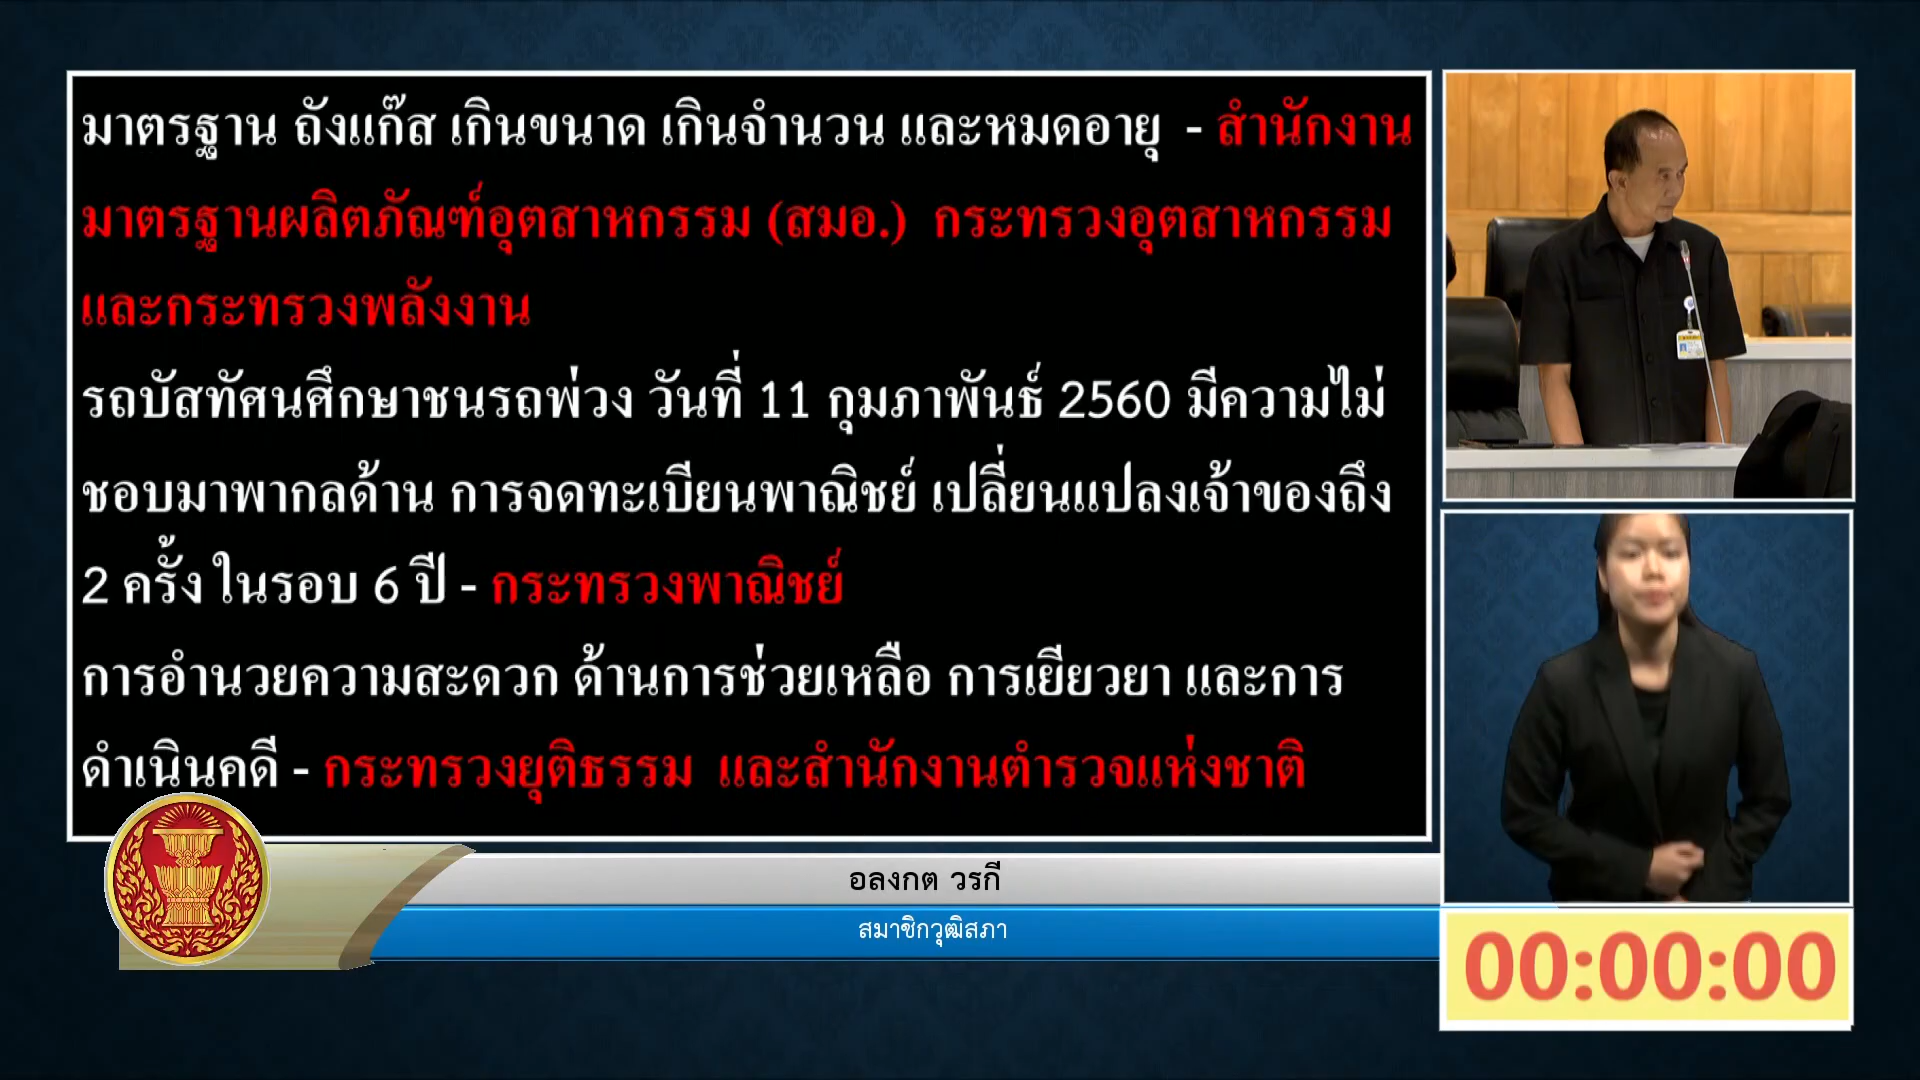 มาตรฐาน ถังแก๊ส เกินขนาด เกินจำนวน และหมดอายุ - สำนักงาน
มาตรฐานผลิตภัณฑ์อุตสาหกรรม (สมอ.) กระทรวงอุตสาหกรรม
และกระทรวงพลังงาน
รถบัสทัศนศึกษาชนรถพ่วง วันที่ 11 กุมภาพันธ์ 2560 มีความไม่
ชอบมาพากลด้าน การจดทะเบียนพาณิชย์ เปลี่ยนแปลงเจ้าของถึง
2 ครั้ง ในรอบ 6 ปี - กระทรวงพาณิชย์
การอำนวยความสะดวก ด้านการช่วยเหลือ การเยียวยา และการ
ดำเนินคดี - กระทรวงยุติธรรม และสำนักงานตำรวจแห่งชาติ
อลงกต วรกี
สมาชิกวุฒิสภา
00:00:00